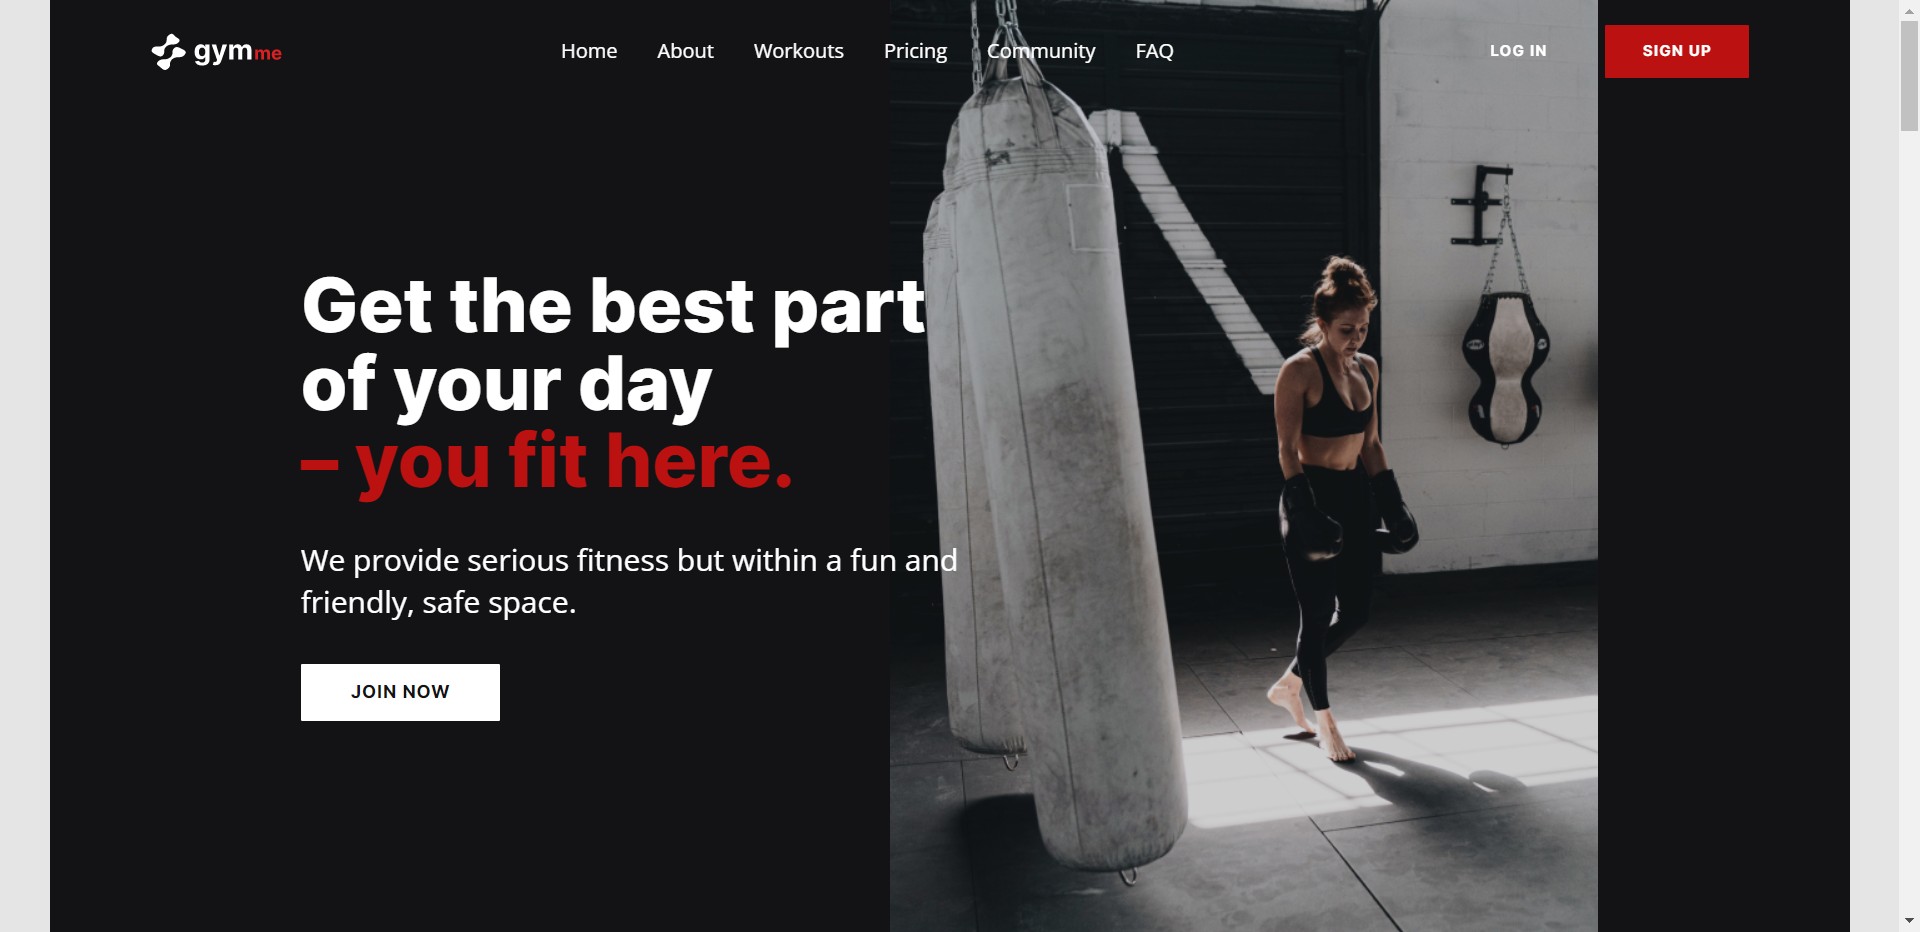 gymme
Home About Workouts Pricing Community FAQ
LOG IN
SIGN UP
Get the best part
of your day
– you fit here.
We provide serious fitness but within a fun and
friendly, safe space.
JOIN NOW